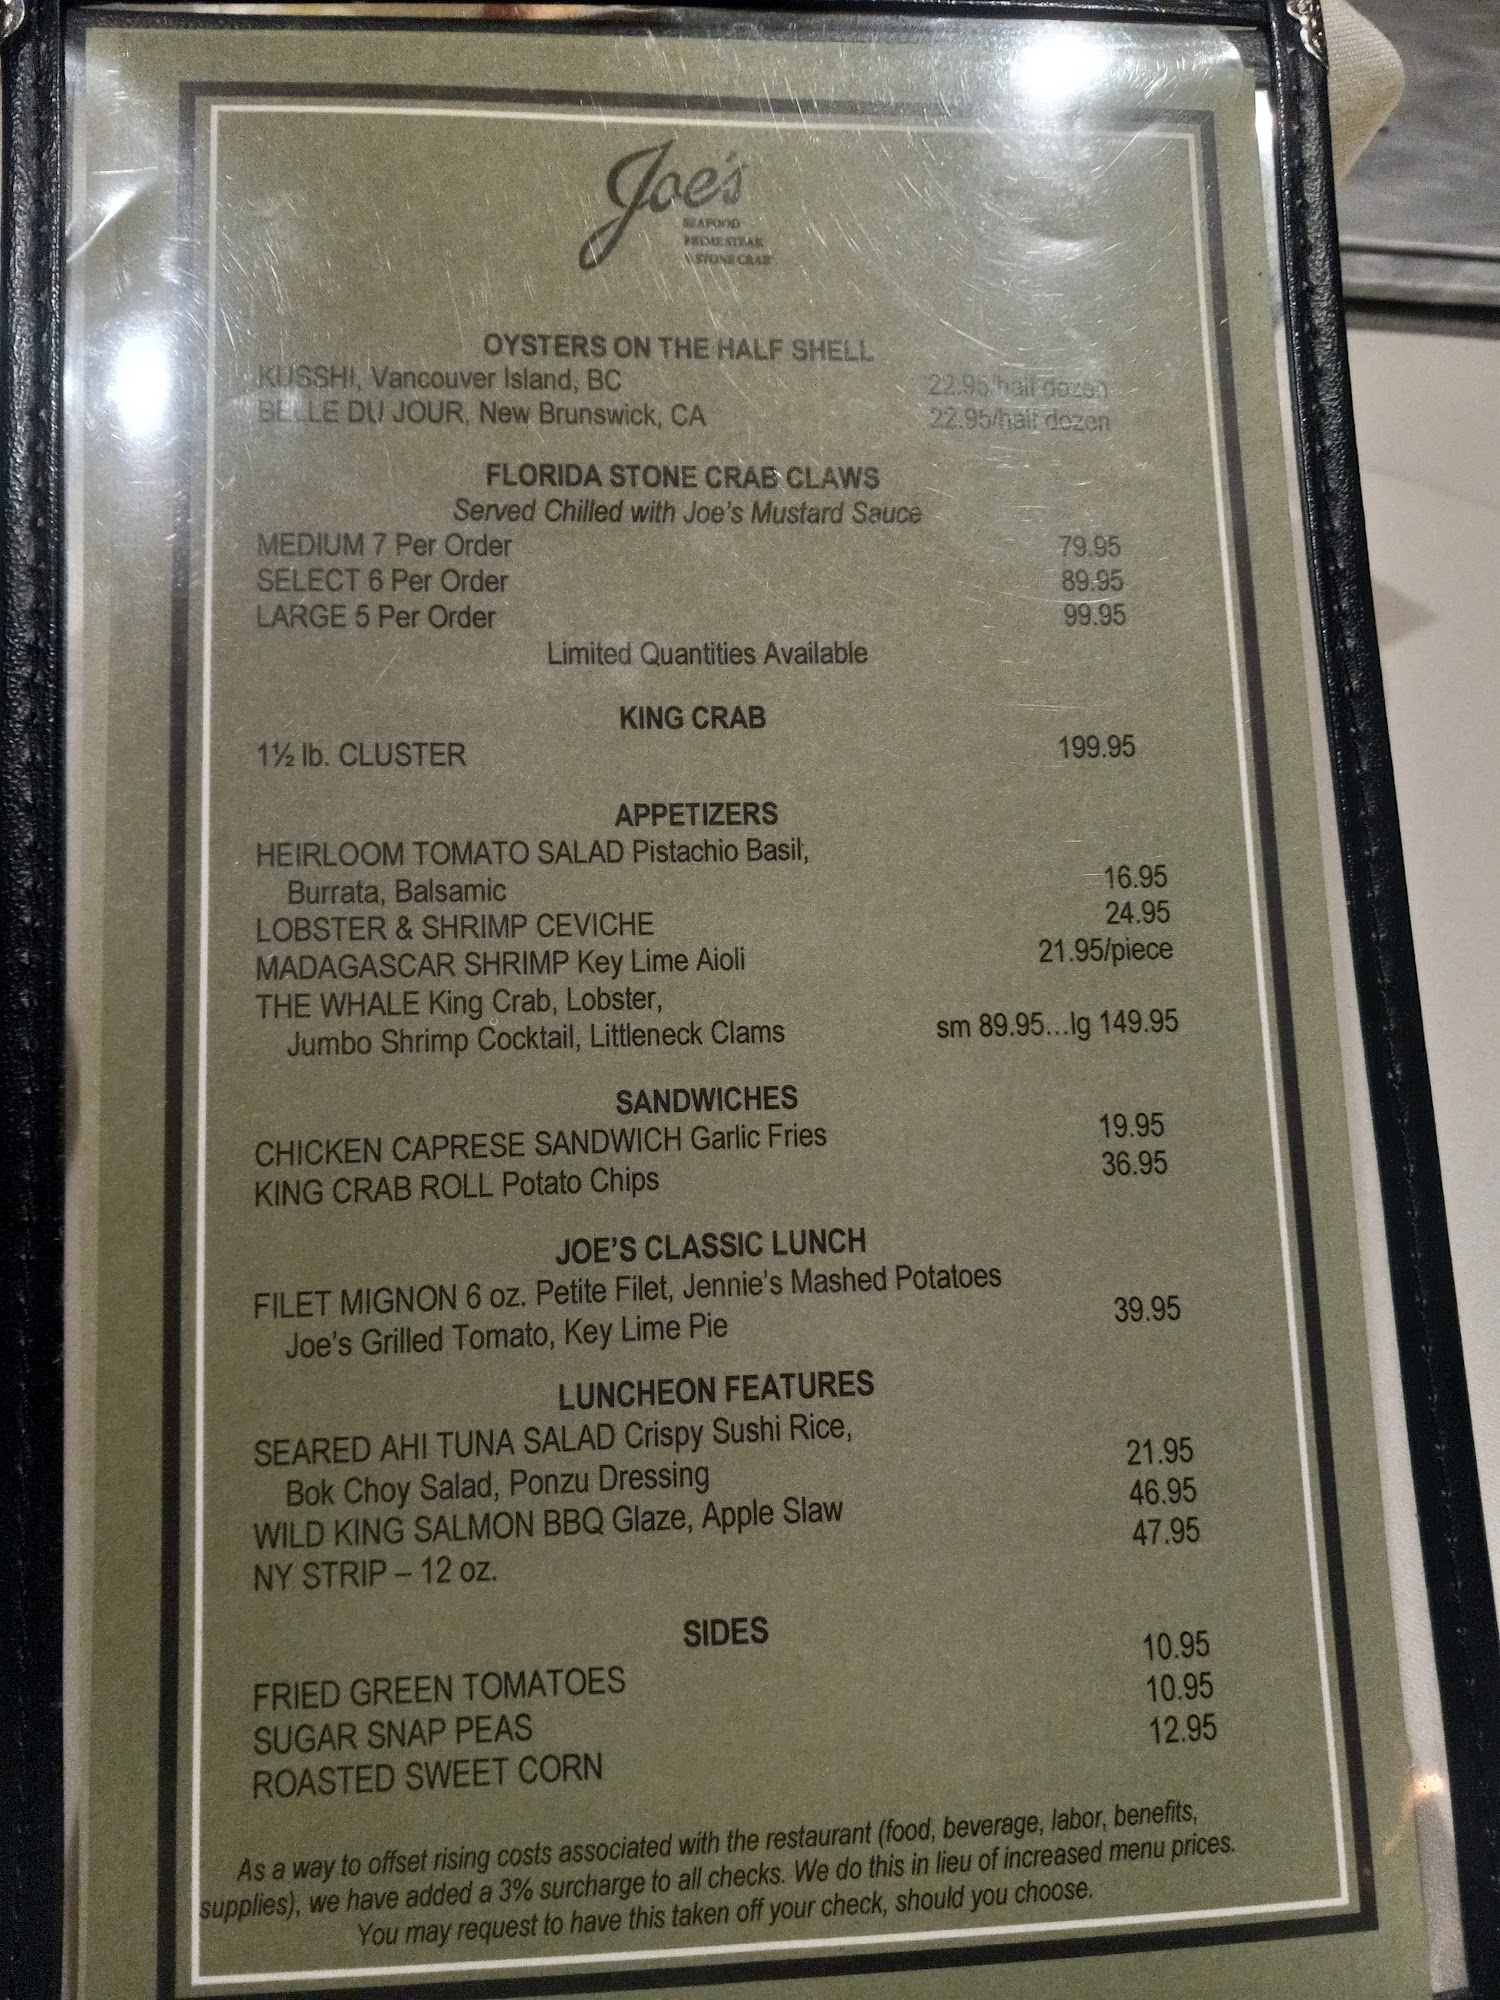 Joe's
SEAFOOD
PRIME STEAK
& STONE CRAB
OYSTERS ON THE HALF SHELL
KUSSHI, Vancouver Island, BC 22.95/half dozen
BELLE DU JOUR, New Brunswick, CA 22.95/half dozen
FLORIDA STONE CRAB CLAWS
Served Chilled with Joe's Mustard Sauce
MEDIUM 7 Per Order 79.95
SELECT 6 Per Order 89.95
LARGE 5 Per Order 99.95
Limited Quantities Available
KING CRAB
1½ lb. CLUSTER 199.95
APPETIZERS
HEIRLOOM TOMATO SALAD Pistachio Basil,
Burrata, Balsamic 16.95
LOBSTER & SHRIMP CEVICHE 24.95
MADAGASCAR SHRIMP Key Lime Aioli 21.95/piece
THE WHALE King Crab, Lobster,
Jumbo Shrimp Cocktail, Littleneck Clams sm 89.95...lg 149.95
SANDWICHES
CHICKEN CAPRESE SANDWICH Garlic Fries 19.95
KING CRAB ROLL Potato Chips 36.95
JOE'S CLASSIC LUNCH
FILET MIGNON 6 oz. Petite Filet, Jennie's Mashed Potatoes
Joe's Grilled Tomato, Key Lime Pie 39.95
LUNCHEON FEATURES
SEARED AHI TUNA SALAD Crispy Sushi Rice,
Bok Choy Salad, Ponzu Dressing 21.95
WILD KING SALMON BBQ Glaze, Apple Slaw 46.95
NY STRIP – 12 oz. 47.95
SIDES
FRIED GREEN TOMATOES 10.95
SUGAR SNAP PEAS 10.95
ROASTED SWEET CORN 12.95
As a way to offset rising costs associated with the restaurant (food, beverage, labor, benefits,
supplies), we have added a 3% surcharge to all checks. We do this in lieu of increased menu prices.
You may request to have this taken off your check, should you choose.